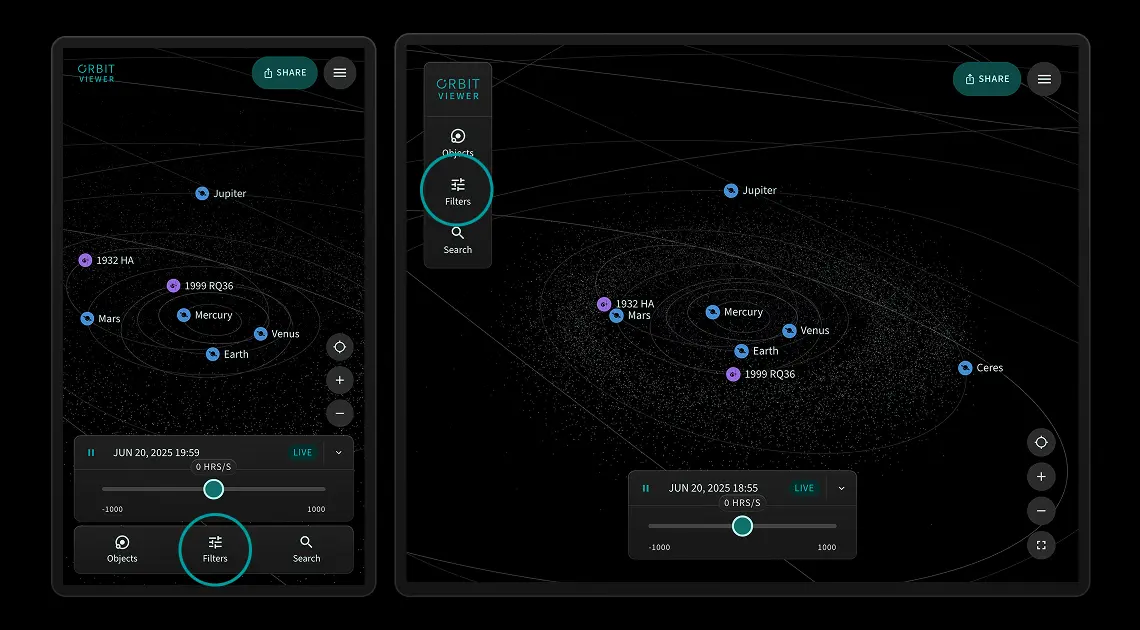 ORBIT
VIEWER
SHARE
Jupiter
1932 HA
1999 RQ36
Mars
Mercury
Venus
Earth
JUN 20, 2025 19:59
LIVE
0 HRS/S
-1000
1000
Objects
Filters
Search
ORBIT
VIEWER
Objects
Filters
Search
SHARE
Jupiter
1932 HA
Mars
Mercury
Venus
Earth
1999 RQ36
Ceres
JUN 20, 2025 18:55
LIVE
0 HRS/S
-1000
1000